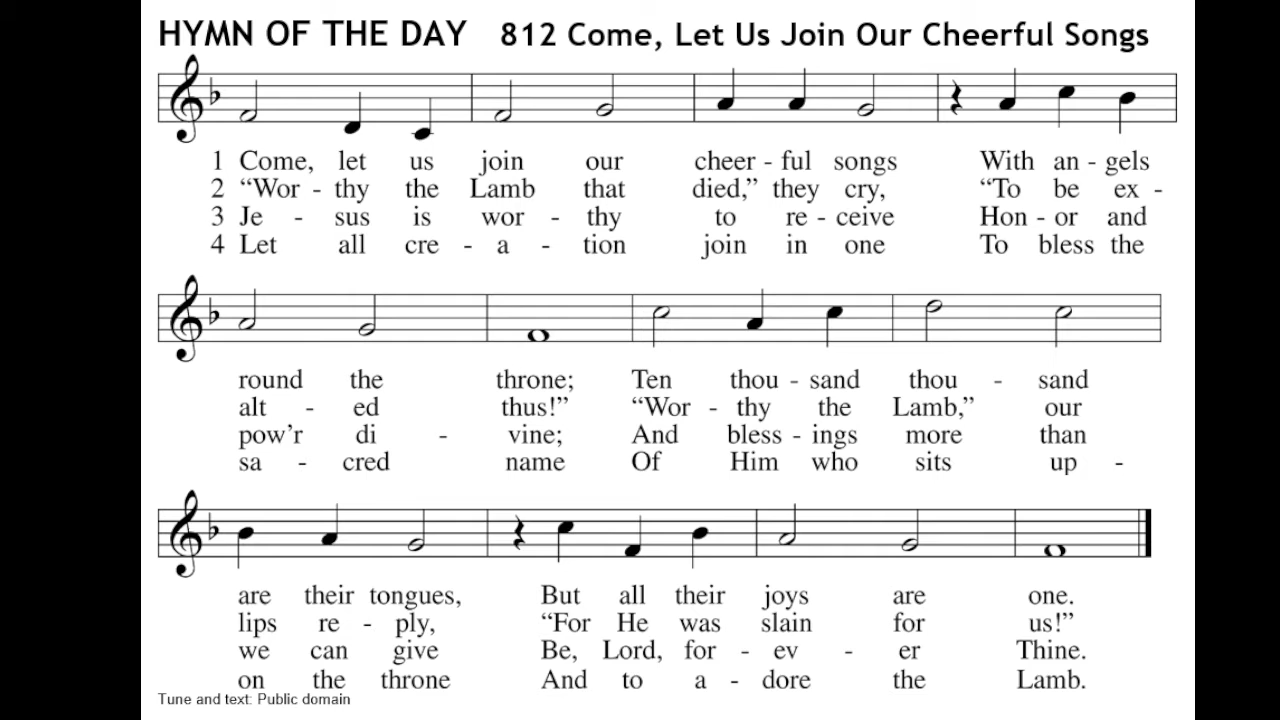 HYMN OF THE DAY 812 Come, Let Us Join Our Cheerful Songs
1 Come, let us join our cheer - ful songs With an - gels
2 “Wor - thy the Lamb that died,” they cry, “To be ex -
3 Je - sus is wor - thy to re - ceive Hon - or and
4 Let all cre - a - tion join in one To bless the
round the throne; Ten thou - sand thou - sand
alt - ed thus!” “Wor - thy the Lamb,” our
pow’r di - vine; And bless - ings more than
sa - cred name Of Him who sits up -
are their tongues, But all their joys are one.
lips re - ply, “For He was slain for us!”
we can give Be, Lord, for - ev - er Thine.
on the throne And to a - dore the Lamb.
Tune and text: Public domain